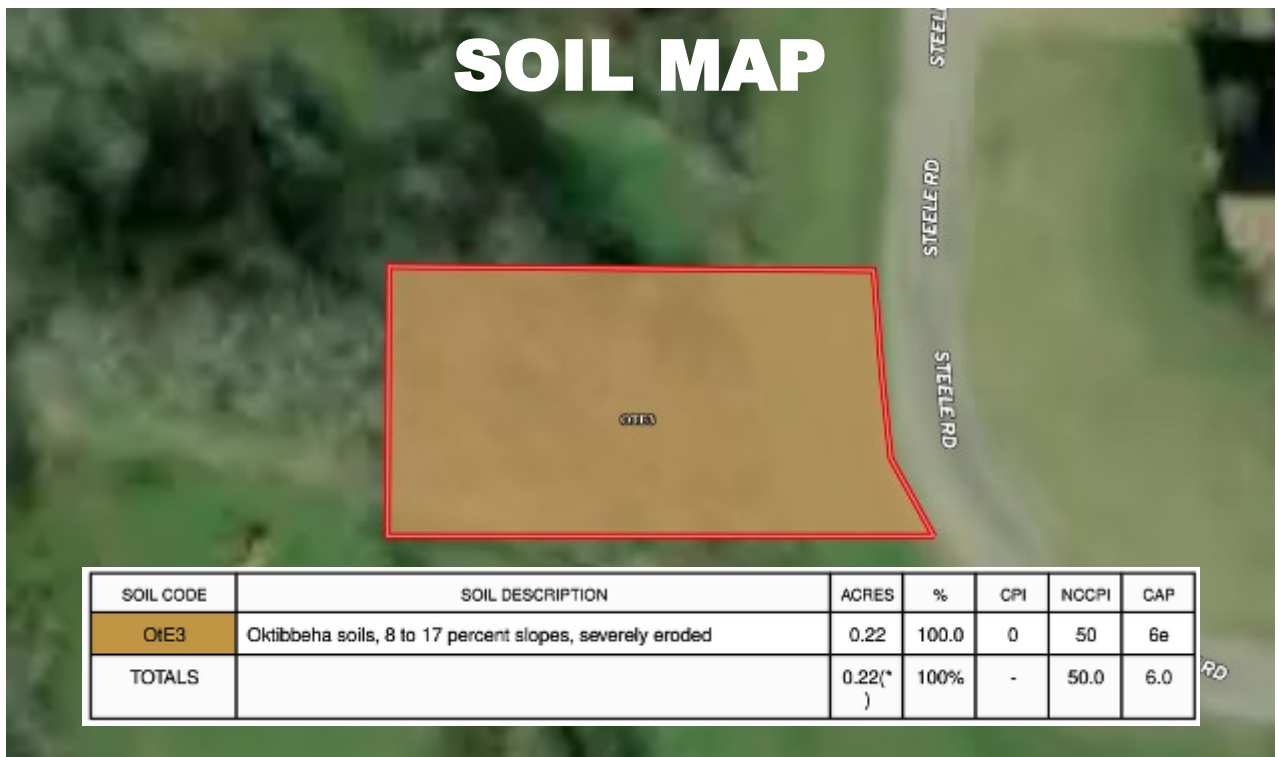 SOIL MAP
STEELE RD
STEELE RD
OTE3
SOIL CODE SOIL DESCRIPTION ACRES % CPI NCCPI CAP
OtE3 Oktibbeha soils, 8 to 17 percent slopes, severely eroded 0.22 100.0 0 50 6e
TOTALS 0.22(*
) 100% - 50.0 6.0
RD